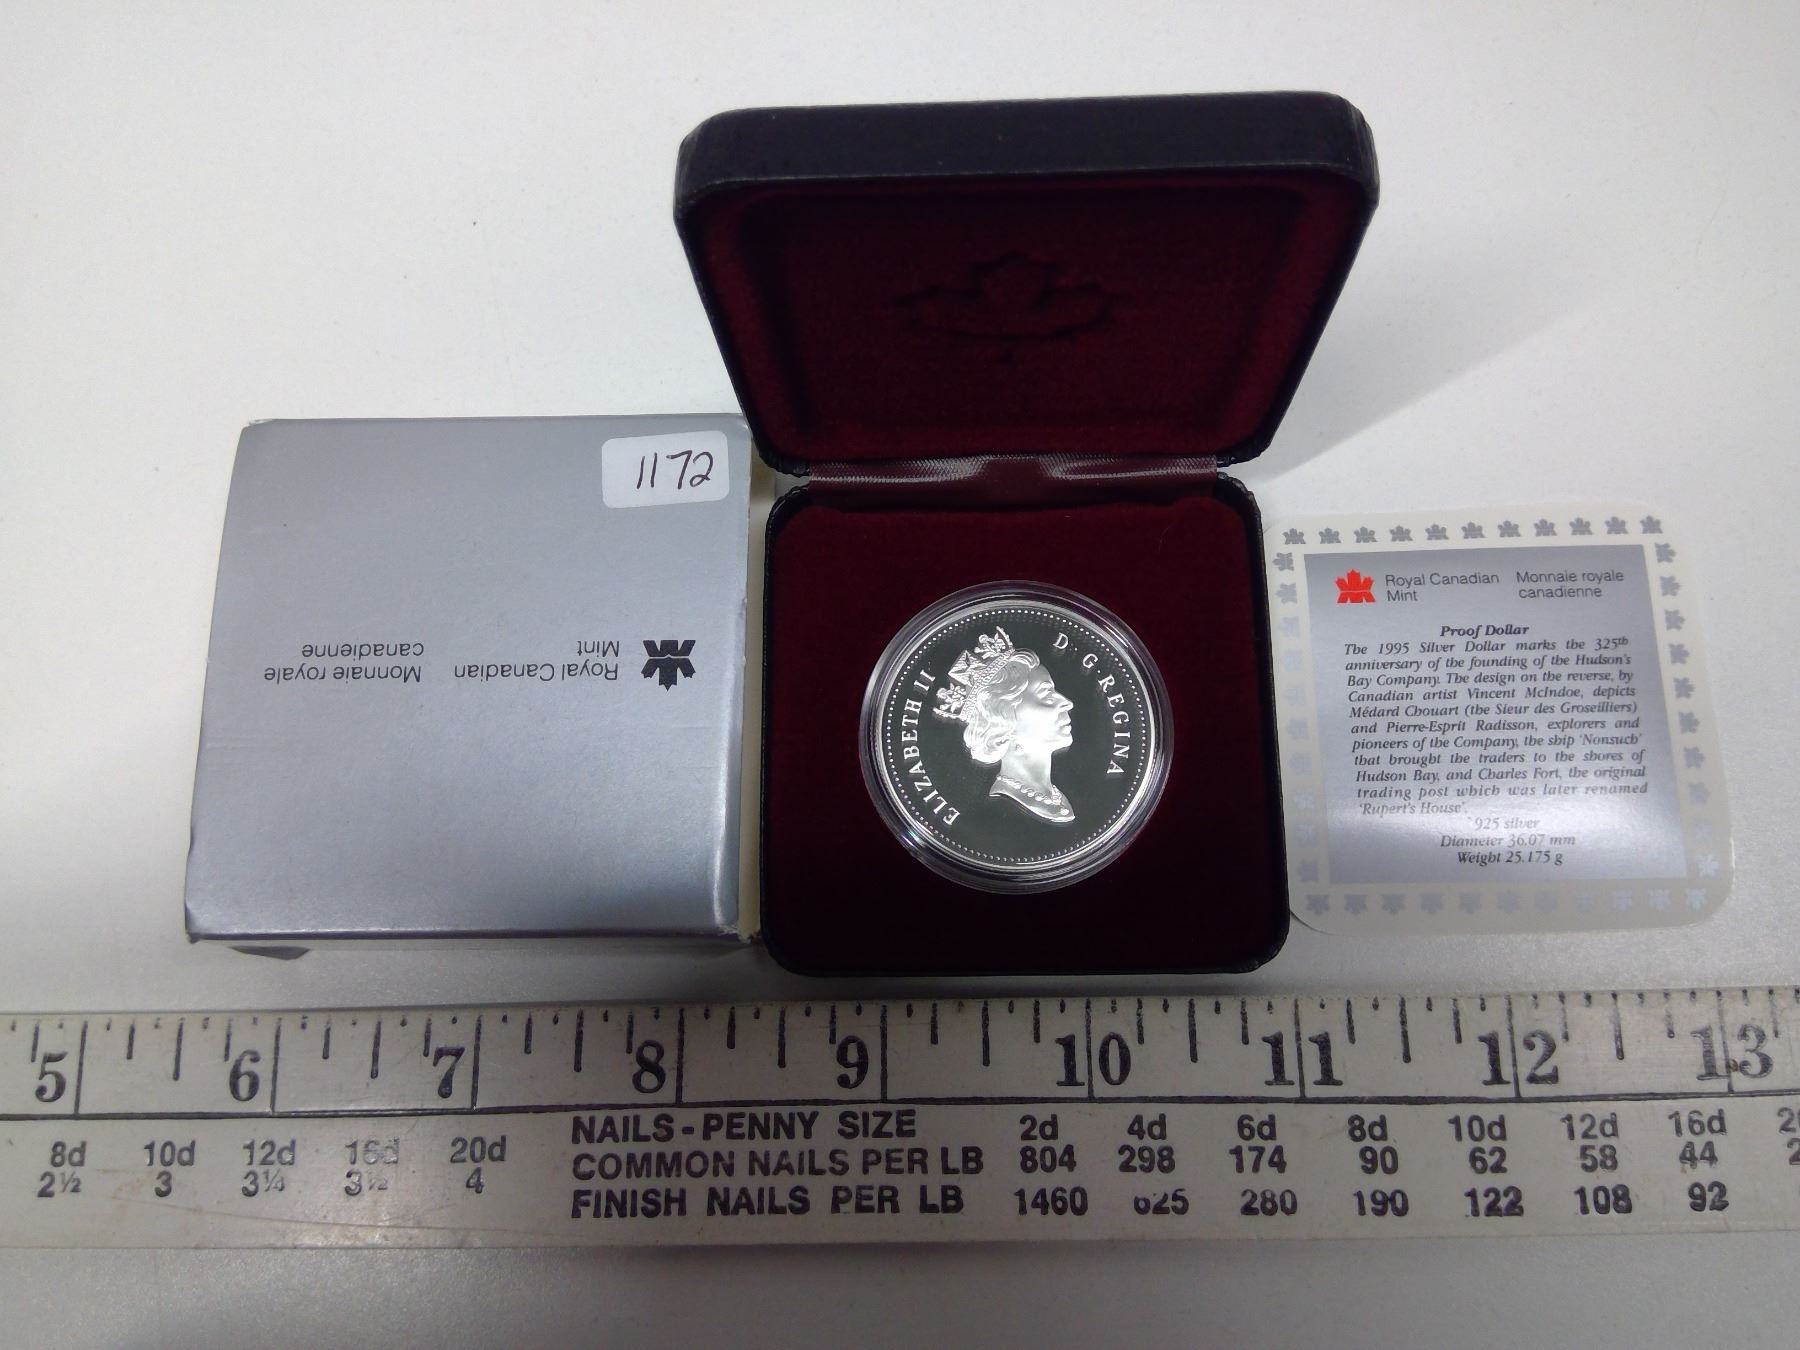 1172
Royal Canadian
Mint
Monnaie royale
canadienne
ELIZABETH II D·G·REGINA
Royal Canadian
Mint
Monnaie royale
canadienne
Proof Dollar
The 1995 Silver Dollar marks the 325th
anniversary of the founding of the Hudson's
Bay Company. The design on the reverse, by
Canadian artist Vincent McIndoe, depicts
Médard Chouart (the Sieur des Groseilliers)
and Pierre-Esprit Radisson, explorers and
pioneers of the Company, the ship 'Nonsuch'
that brought the traders to the shores of
Hudson Bay, and Charles Fort, the original
trading post which was later renamed
'Rupert's House'.
925 silver
Diameter 36.07 mm
Weight 25.175 g
5 6 7 8 9 10 11 12 13
NAILS-PENNY SIZE 2d 4d 6d 8d 10d 12d 16d
8d 10d 12d 16d 20d
COMMON NAILS PER LB 804 298 174 90 62 58 44
2½ 3 3¼ 3½ 4
FINISH NAILS PER LB 1460 625 280 190 122 108 92